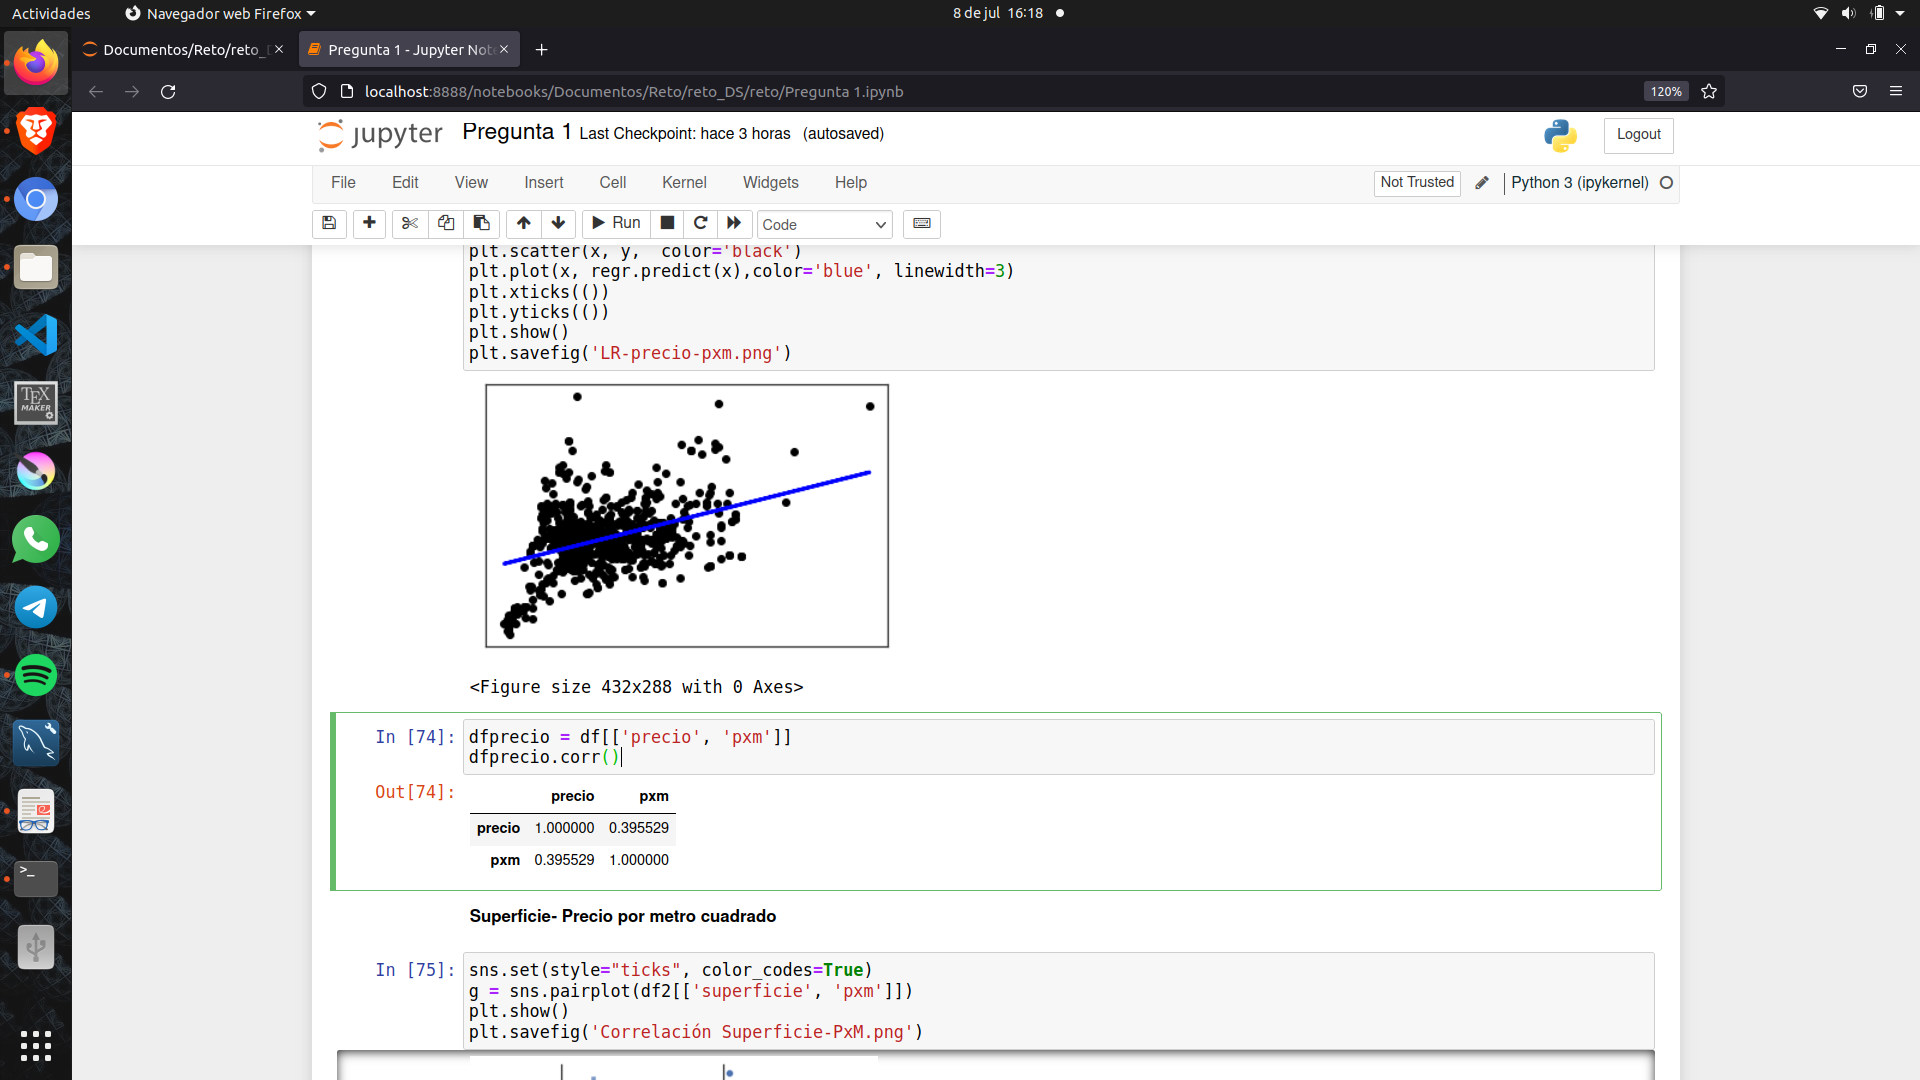 Actividades
Navegador web Firefox
8 de jul 16:18
Documentos/Reto/reto_
Pregunta 1 - Jupyter Not
localhost:8888/notebooks/Documentos/Reto/reto_DS/reto/Pregunta 1.ipynb
120%
jupyter
Pregunta 1 Last Checkpoint: hace 3 horas (autosaved)
Logout
File Edit View Insert Cell Kernel Widgets Help
Not Trusted
Python 3 (ipykernel)
Run
Code
plt.scatter(x, y,  color='black')
plt.plot(x, regr.predict(x),color='blue', linewidth=3)
plt.xticks(())
plt.yticks(())
plt.show()
plt.savefig('LR-precio-pxm.png')
<Figure size 432x288 with 0 Axes>
In [74]:
dfprecio = df[['precio', 'pxm']]
dfprecio.corr()
Out[74]:
precio pxm
precio 1.000000 0.395529
pxm 0.395529 1.000000
Superficie- Precio por metro cuadrado
In [75]:
sns.set(style="ticks", color_codes=True)
g = sns.pairplot(df2[['superficie', 'pxm']])
plt.show()
plt.savefig('Correlación Superficie-PxM.png')
TEX
MAKER
>_